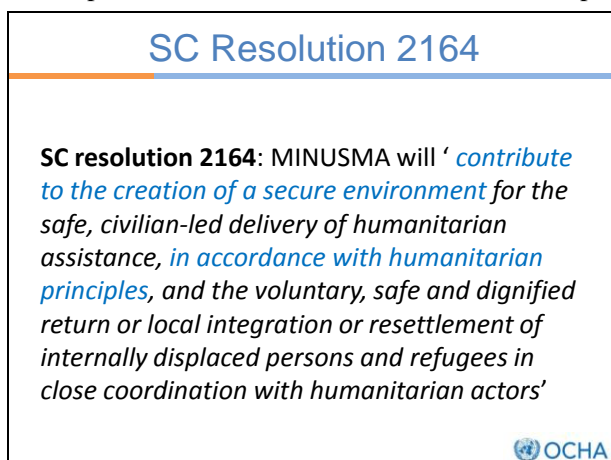 SC Resolution 2164
SC resolution 2164: MINUSMA will ‘ contribute
to the creation of a secure environment for the
safe, civilian-led delivery of humanitarian
assistance, in accordance with humanitarian
principles, and the voluntary, safe and dignified
return or local integration or resettlement of
internally displaced persons and refugees in
close coordination with humanitarian actors’
OCHA